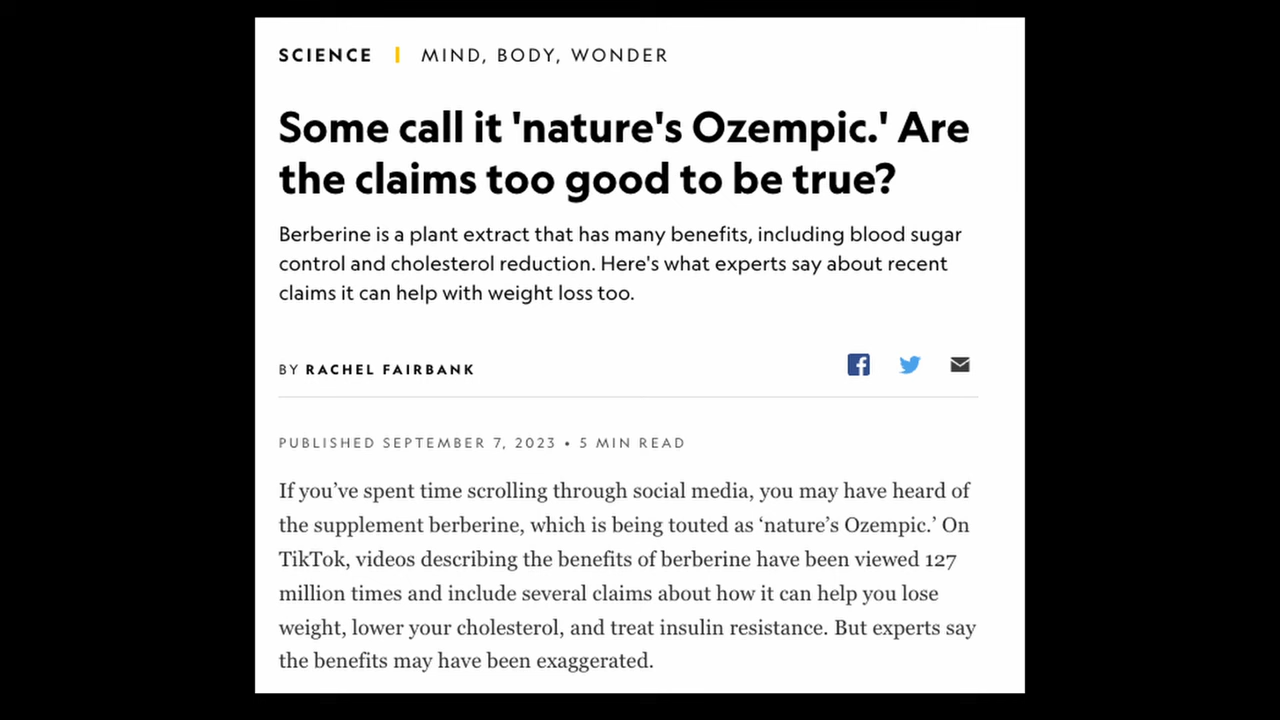 SCIENCE | MIND, BODY, WONDER
Some call it 'nature's Ozempic.' Are
the claims too good to be true?
Berberine is a plant extract that has many benefits, including blood sugar
control and cholesterol reduction. Here's what experts say about recent
claims it can help with weight loss too.
BY RACHEL FAIRBANK
PUBLISHED SEPTEMBER 7, 2023 • 5 MIN READ
If you’ve spent time scrolling through social media, you may have heard of
the supplement berberine, which is being touted as ‘nature’s Ozempic.’ On
TikTok, videos describing the benefits of berberine have been viewed 127
million times and include several claims about how it can help you lose
weight, lower your cholesterol, and treat insulin resistance. But experts say
the benefits may have been exaggerated.